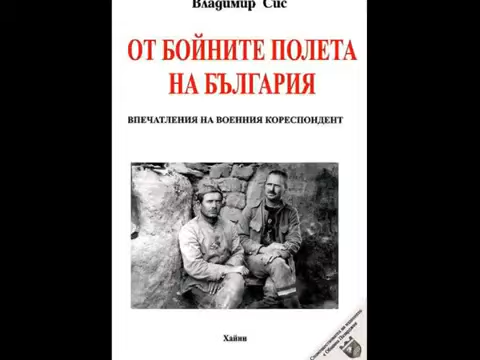 Владимир Сис
ОТ БОЙНИТЕ ПОЛЕТА
НА БЪЛГАРИЯ
ВПЕЧАТЛЕНИЯ НА ВОЕННИЯ КОРЕСПОНДЕНТ
Хайни